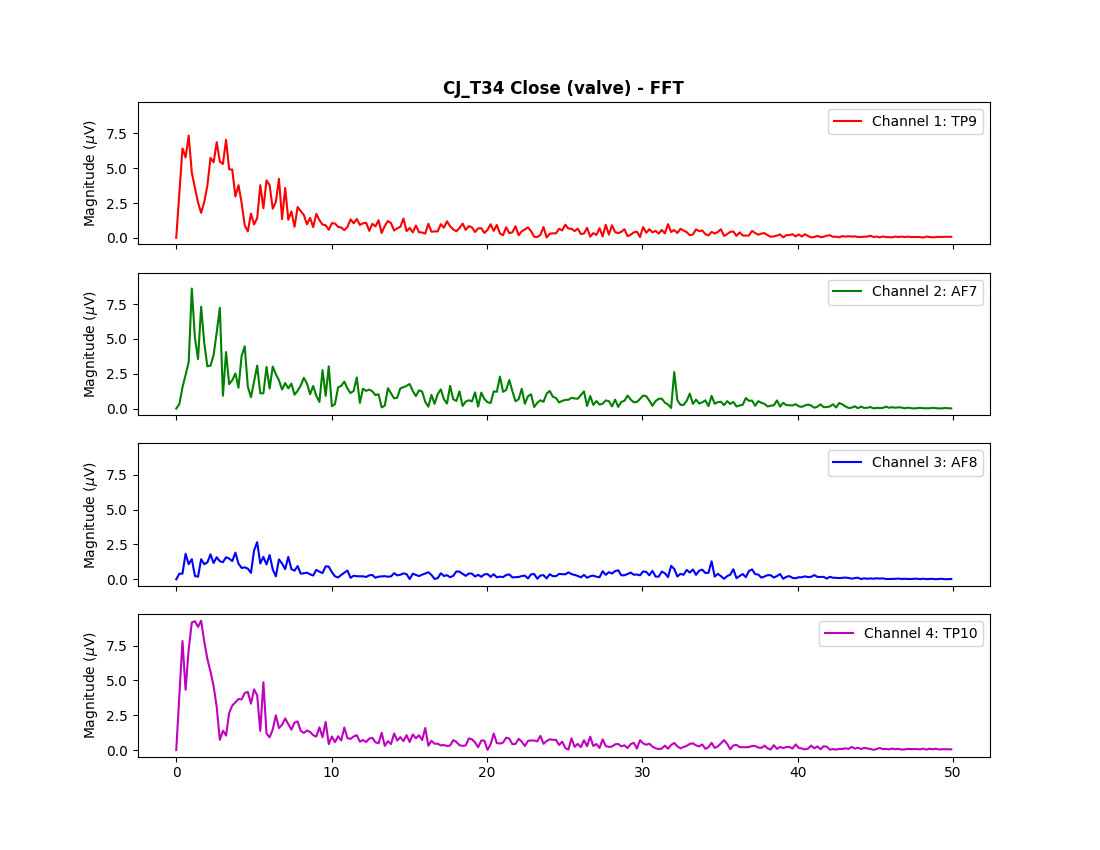 CJ_T34 Close (valve) - FFT
Magnitude (μV)
7.5
5.0
2.5
0.0
Channel 1: TP9
Magnitude (μV)
7.5
5.0
2.5
0.0
Channel 2: AF7
Magnitude (μV)
7.5
5.0
2.5
0.0
Channel 3: AF8
Magnitude (μV)
7.5
5.0
2.5
0.0
Channel 4: TP10
0 10 20 30 40 50